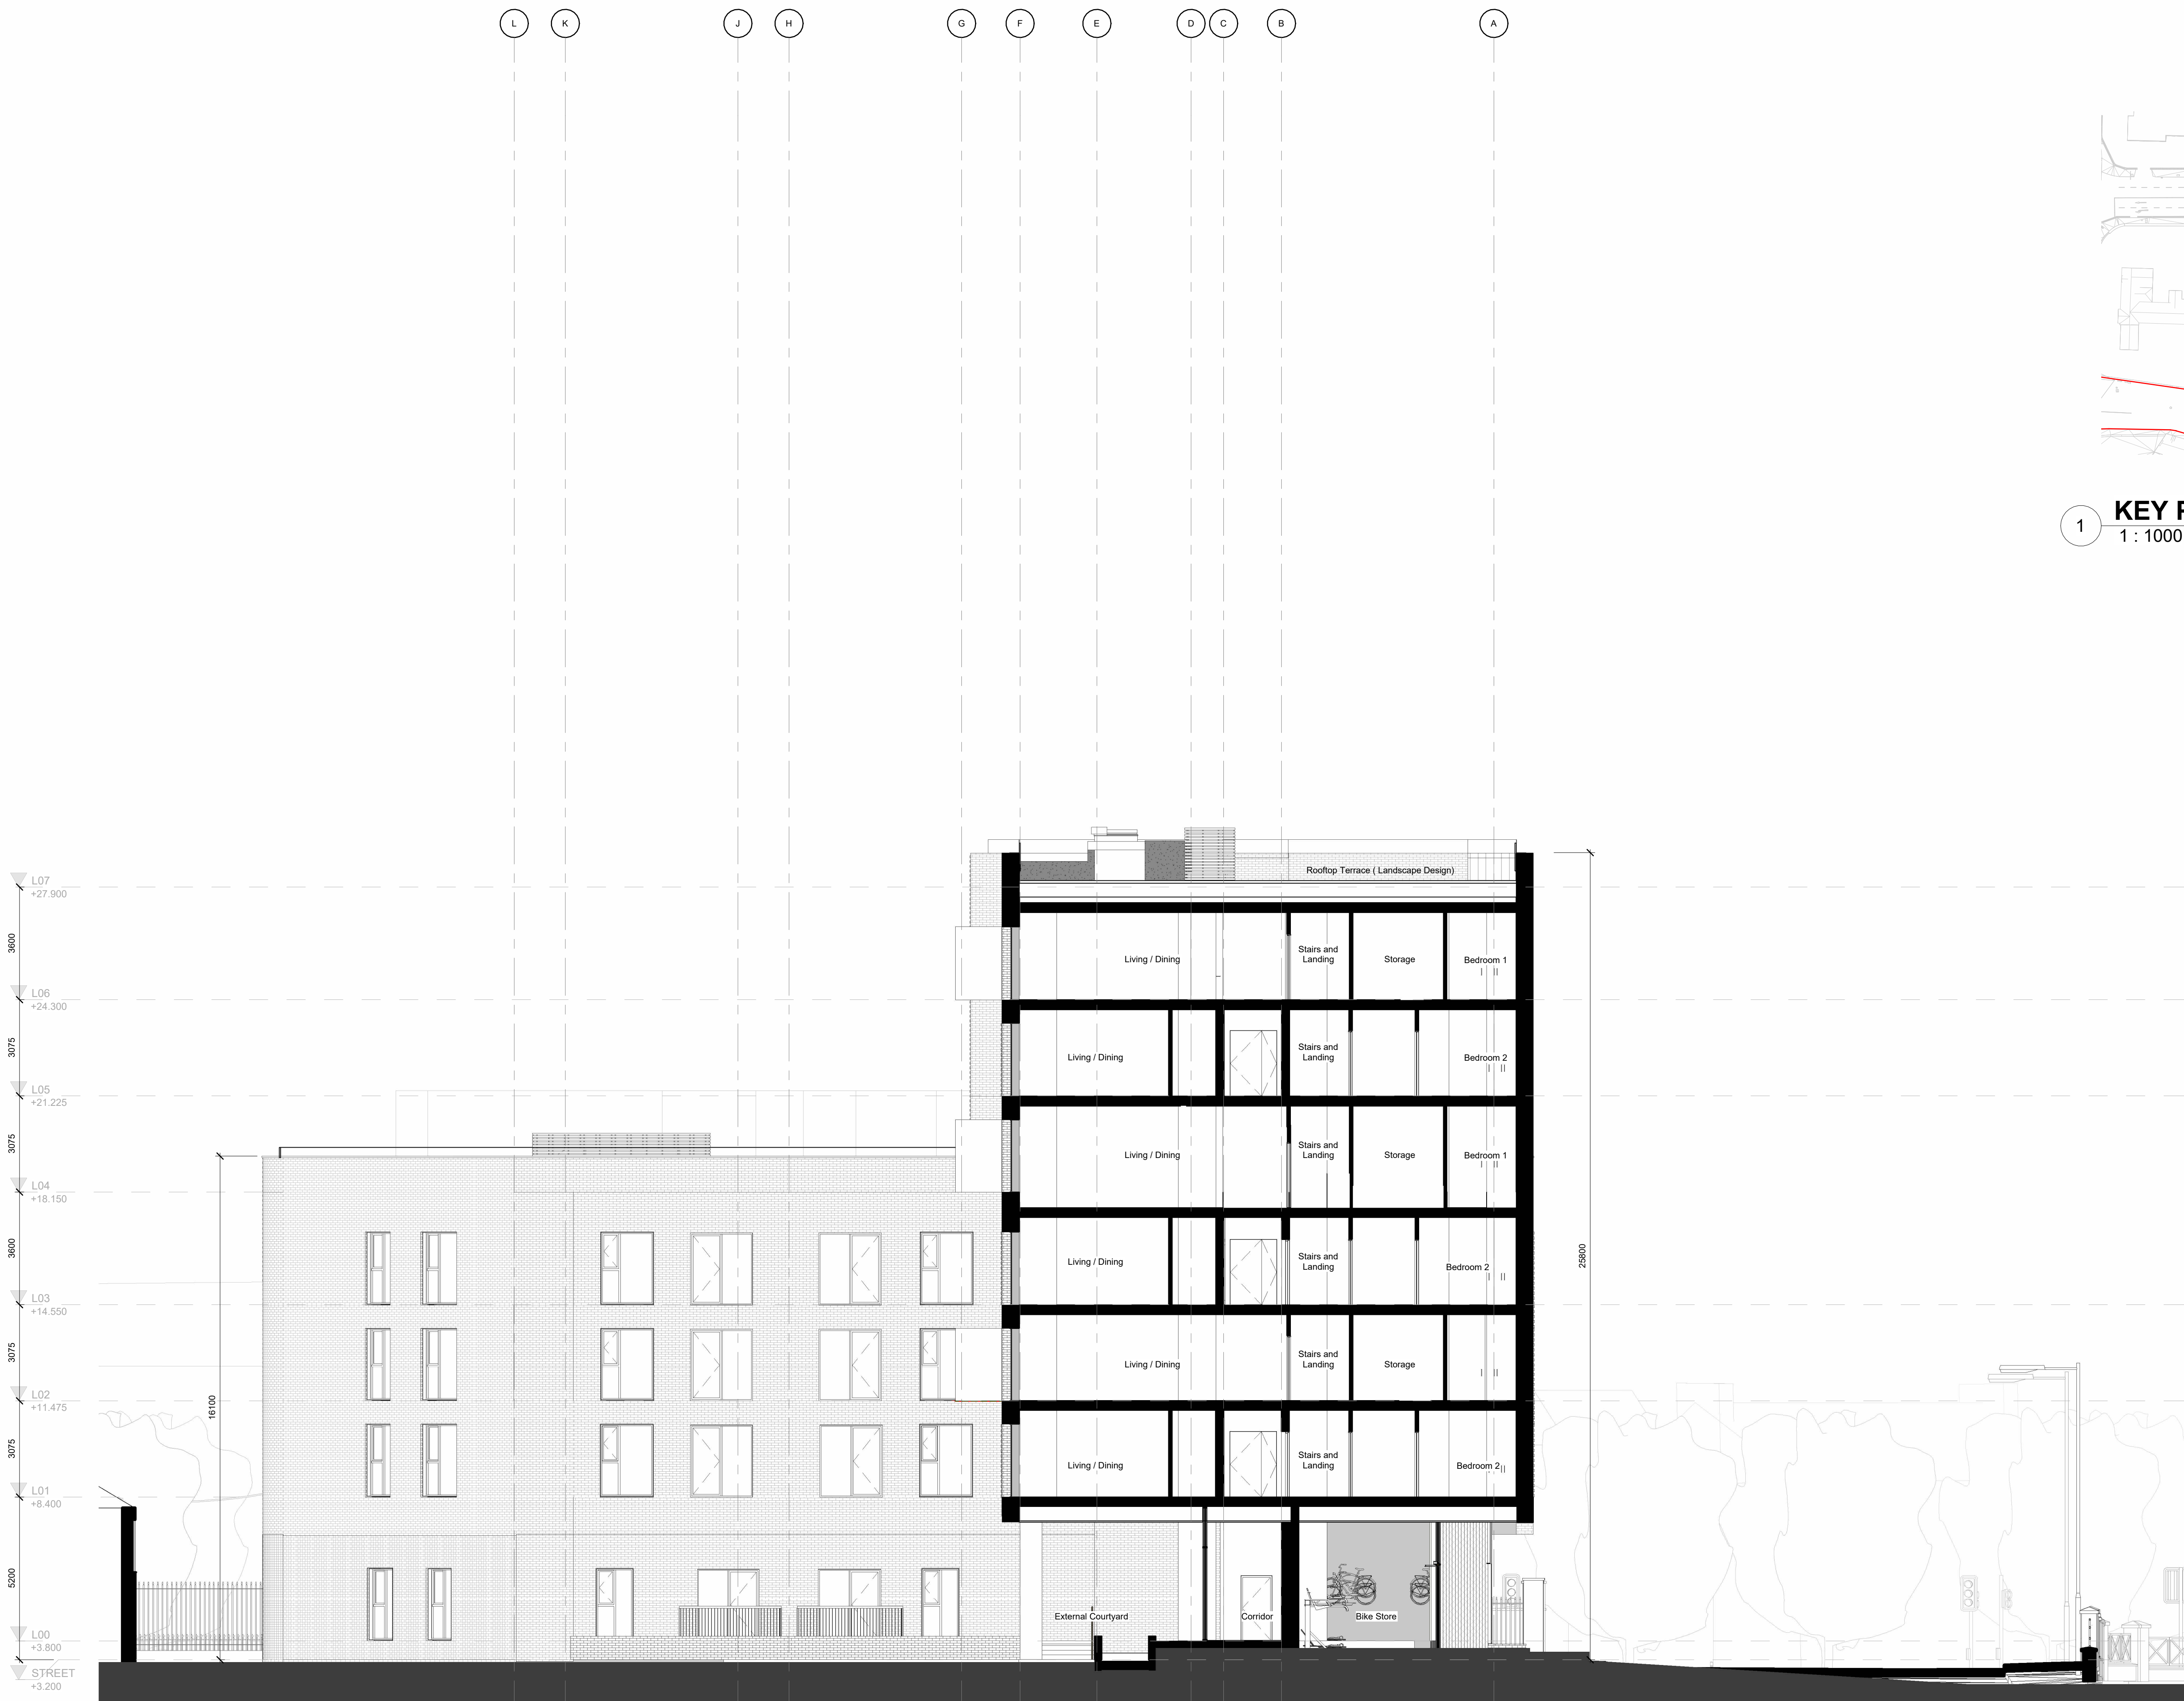 L K J H G F E D C B A
1
KEY
1 : 1000
Rooftop Terrace ( Landscape Design)
L07
+27.900
3600
Living / Dining
Stairs and
Landing
Storage
Bedroom 1
L06
+24.300
3075
Living / Dining
Stairs and
Landing
Bedroom 2
L05
+21.225
3075
Living / Dining
Stairs and
Landing
Storage
Bedroom 1
L04
+18.150
3600
Living / Dining
Stairs and
Landing
Bedroom 2
25800
L03
+14.550
3075
Living / Dining
Stairs and
Landing
Storage
L02
+11.475
16100
3075
Living / Dining
Stairs and
Landing
Bedroom 2
L01
+8.400
5200
External Courtyard
Corridor
Bike Store
L00
+3.800
STREET
+3.200